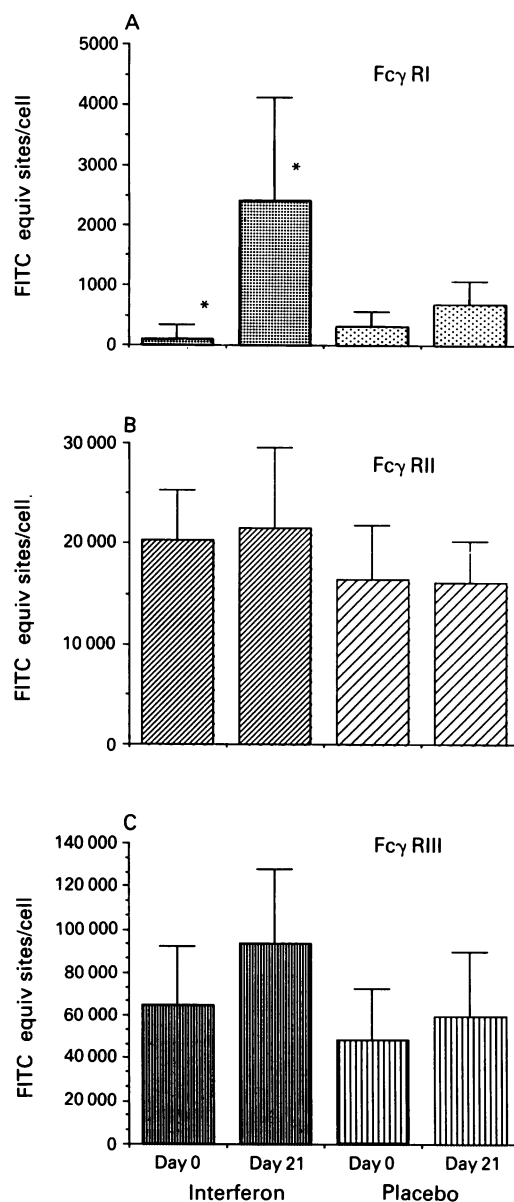 A
Fcγ RI
FITC equiv sites/cell
5000
4000
3000
2000
1000
0
*
*
B
Fcγ RII
FITC equiv sites/cell.
30 000
20 000
10 000
0
C
Fcγ RIII
FITC equiv sites/cell
140 000
120 000
100 000
80 000
60 000
40 000
20 000
0
Day 0 Day 21 Day 0 Day 21
Interferon Placebo